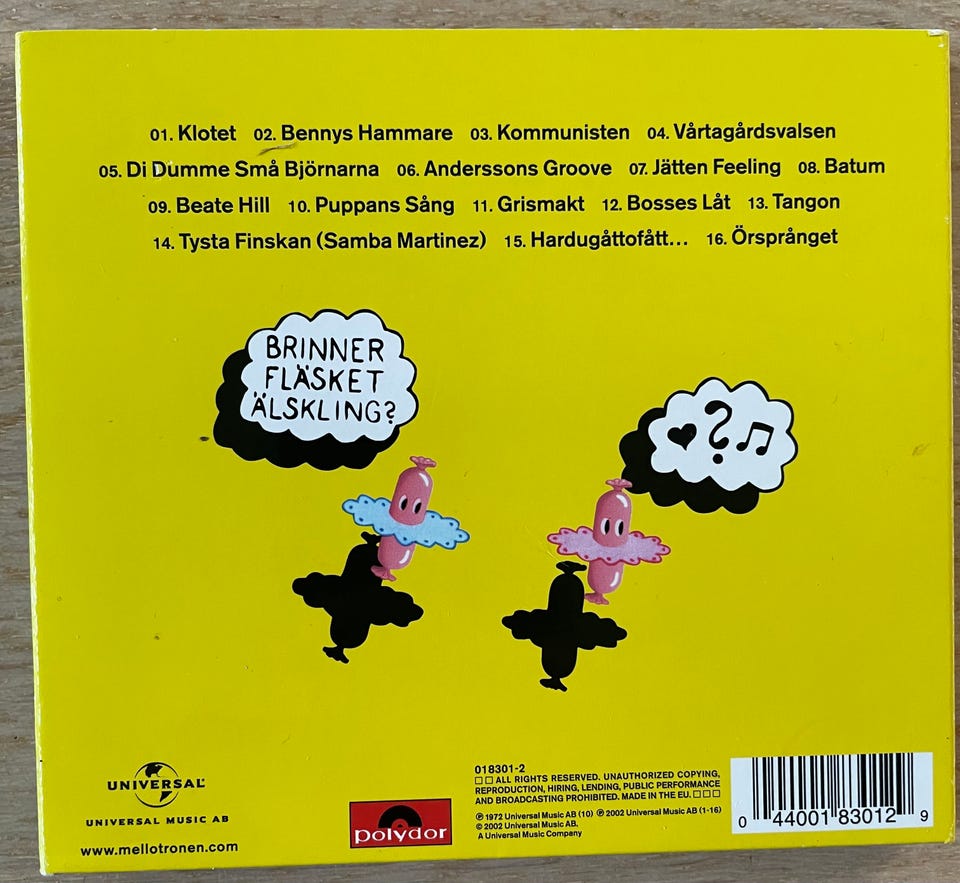 01. Klotet 02. Bennys Hammare 03. Kommunisten 04. Vårtagårdsvalsen
05. Di Dumme Små Björnarna 06. Anderssons Groove 07. Jätten Feeling 08. Batum
09. Beate Hill 10. Puppans Sång 11. Grismakt 12. Bosses Låt 13. Tangon
14. Tysta Finskan (Samba Martinez) 15. Hardugåttofått... 16. Örsprånget
BRINNER
FLÄSKET
ÄLSKLING?
?
UNIVERSAL
UNIVERSAL MUSIC AB
www.mellotronen.com
polydor
018301-2
ALL RIGHTS RESERVED. UNAUTHORIZED COPYING,
REPRODUCTION, HIRING, LENDING, PUBLIC PERFORMANCE
AND BROADCASTING PROHIBITED. MADE IN THE EU.
℗ 1972 Universal Music AB (10) ℗ 2002 Universal Music AB (1-16)
© 2002 Universal Music AB.
A Universal Music Company
0 44001 83012 9